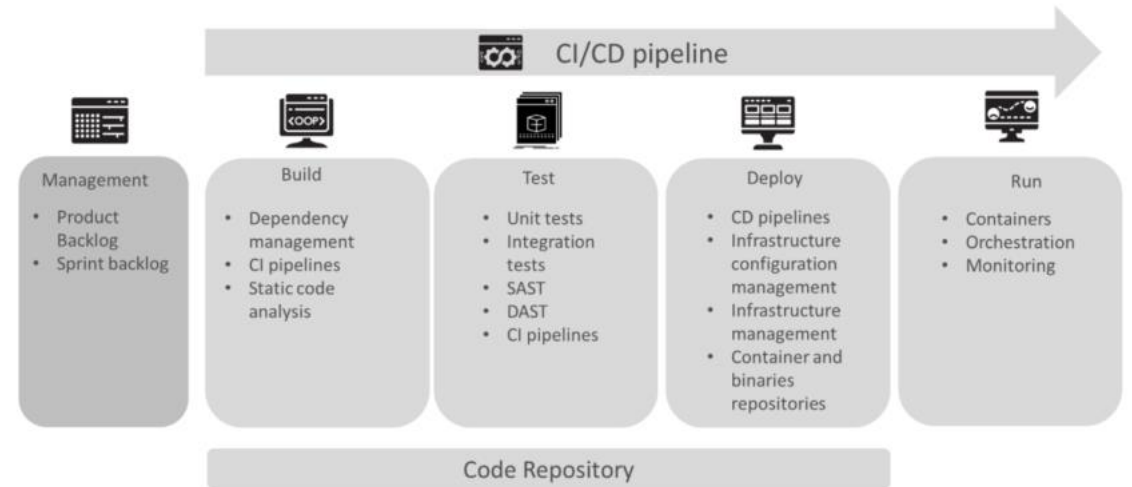 CI/CD pipeline
<OOP>
Management
• Product
Backlog
• Sprint backlog
Build
• Dependency
management
• CI pipelines
• Static code
analysis
Test
• Unit tests
• Integration
tests
• SAST
• DAST
• CI pipelines
Deploy
• CD pipelines
• Infrastructure
configuration
management
• Infrastructure
management
• Container and
binaries
repositories
Run
• Containers
• Orchestration
• Monitoring
Code Repository